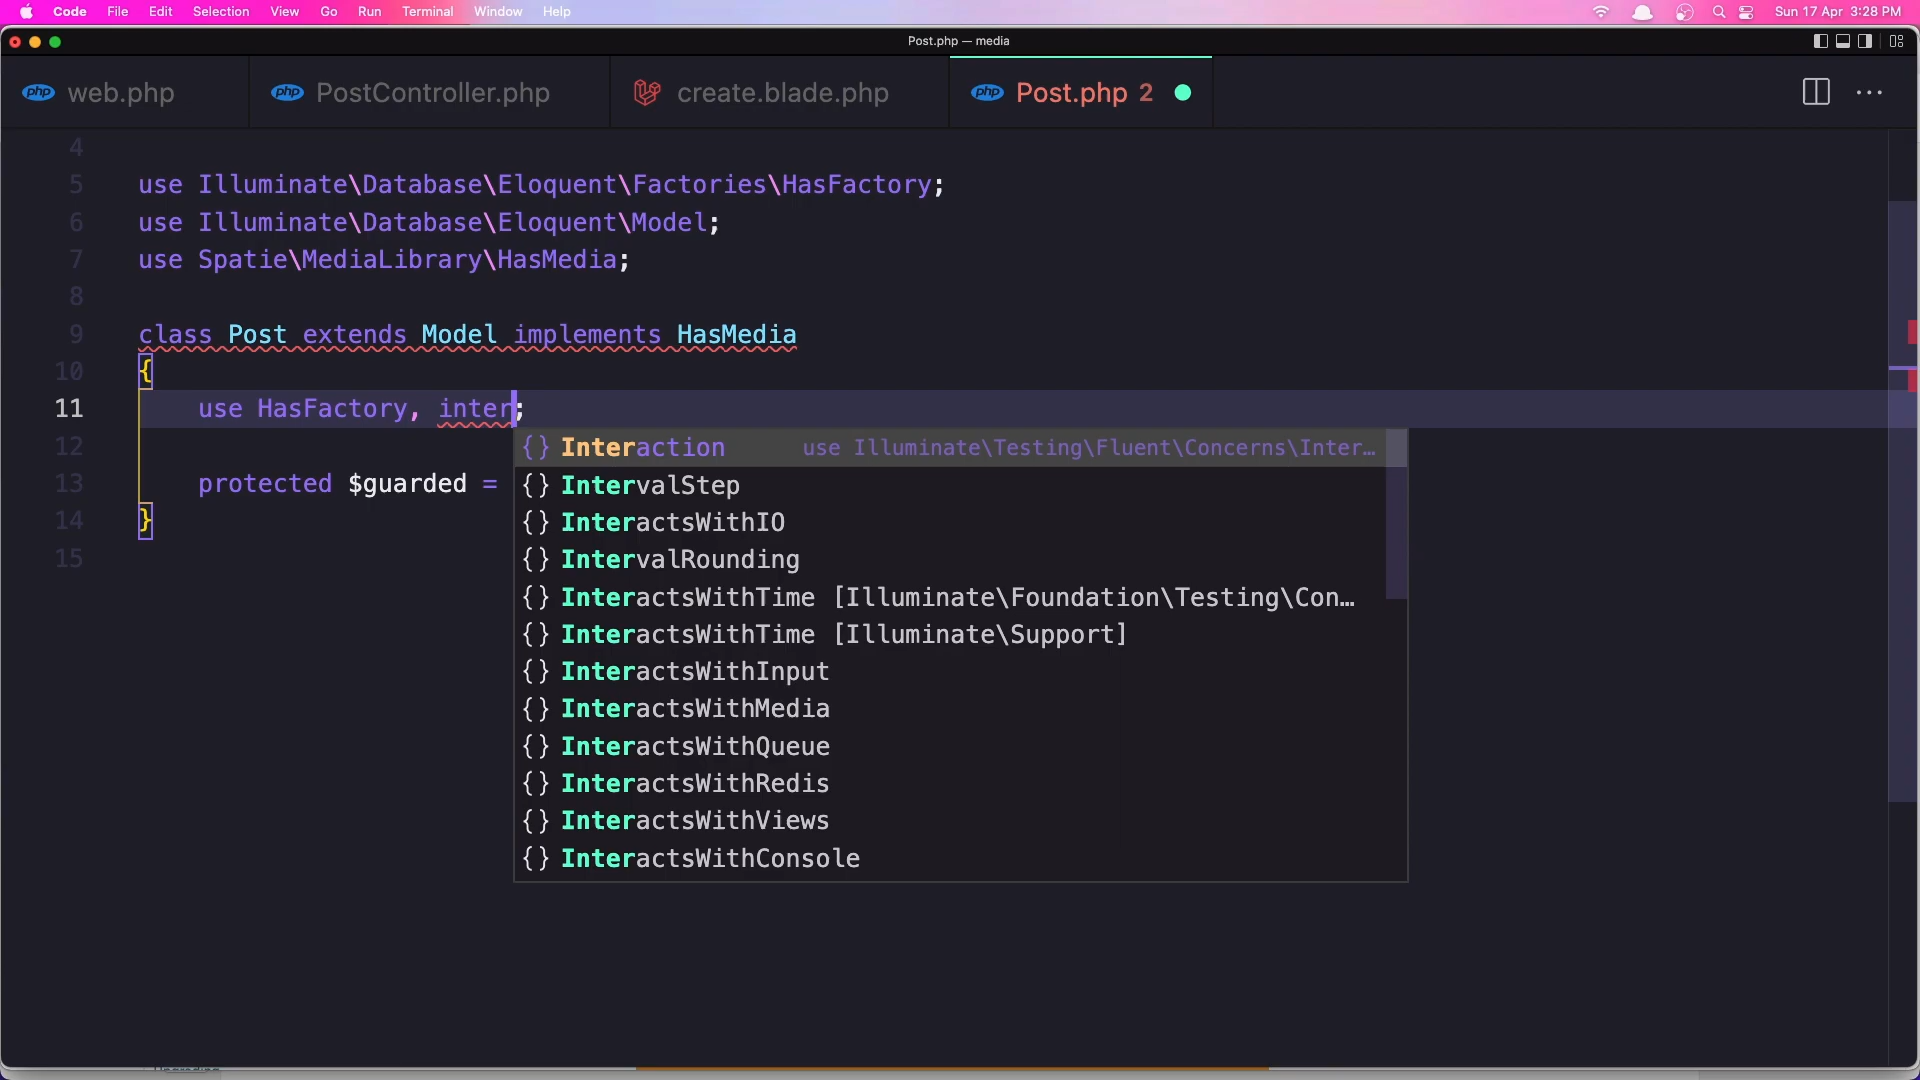 Code File Edit Selection View Go Run Terminal Window Help Sun 17 Apr 3:28 PM
Post.php — media
php web.php php PostController.php create.blade.php php Post.php 2
4
5 use Illuminate\Database\Eloquent\Factories\HasFactory;
6 use Illuminate\Database\Eloquent\Model;
7 use Spatie\MediaLibrary\HasMedia;
8
9 class Post extends Model implements HasMedia
10 {
11 use HasFactory, inter;
{} Interaction use Illuminate\Testing\Fluent\Concerns\Inter…
12
13 protected $guarded =
{} IntervalStep
14 }
{} InteractsWithIO
15
{} IntervalRounding
{} InteractsWithTime [Illuminate\Foundation\Testing\Con…
{} InteractsWithTime [Illuminate\Support]
{} InteractsWithInput
{} InteractsWithMedia
{} InteractsWithQueue
{} InteractsWithRedis
{} InteractsWithViews
{} InteractsWithConsole